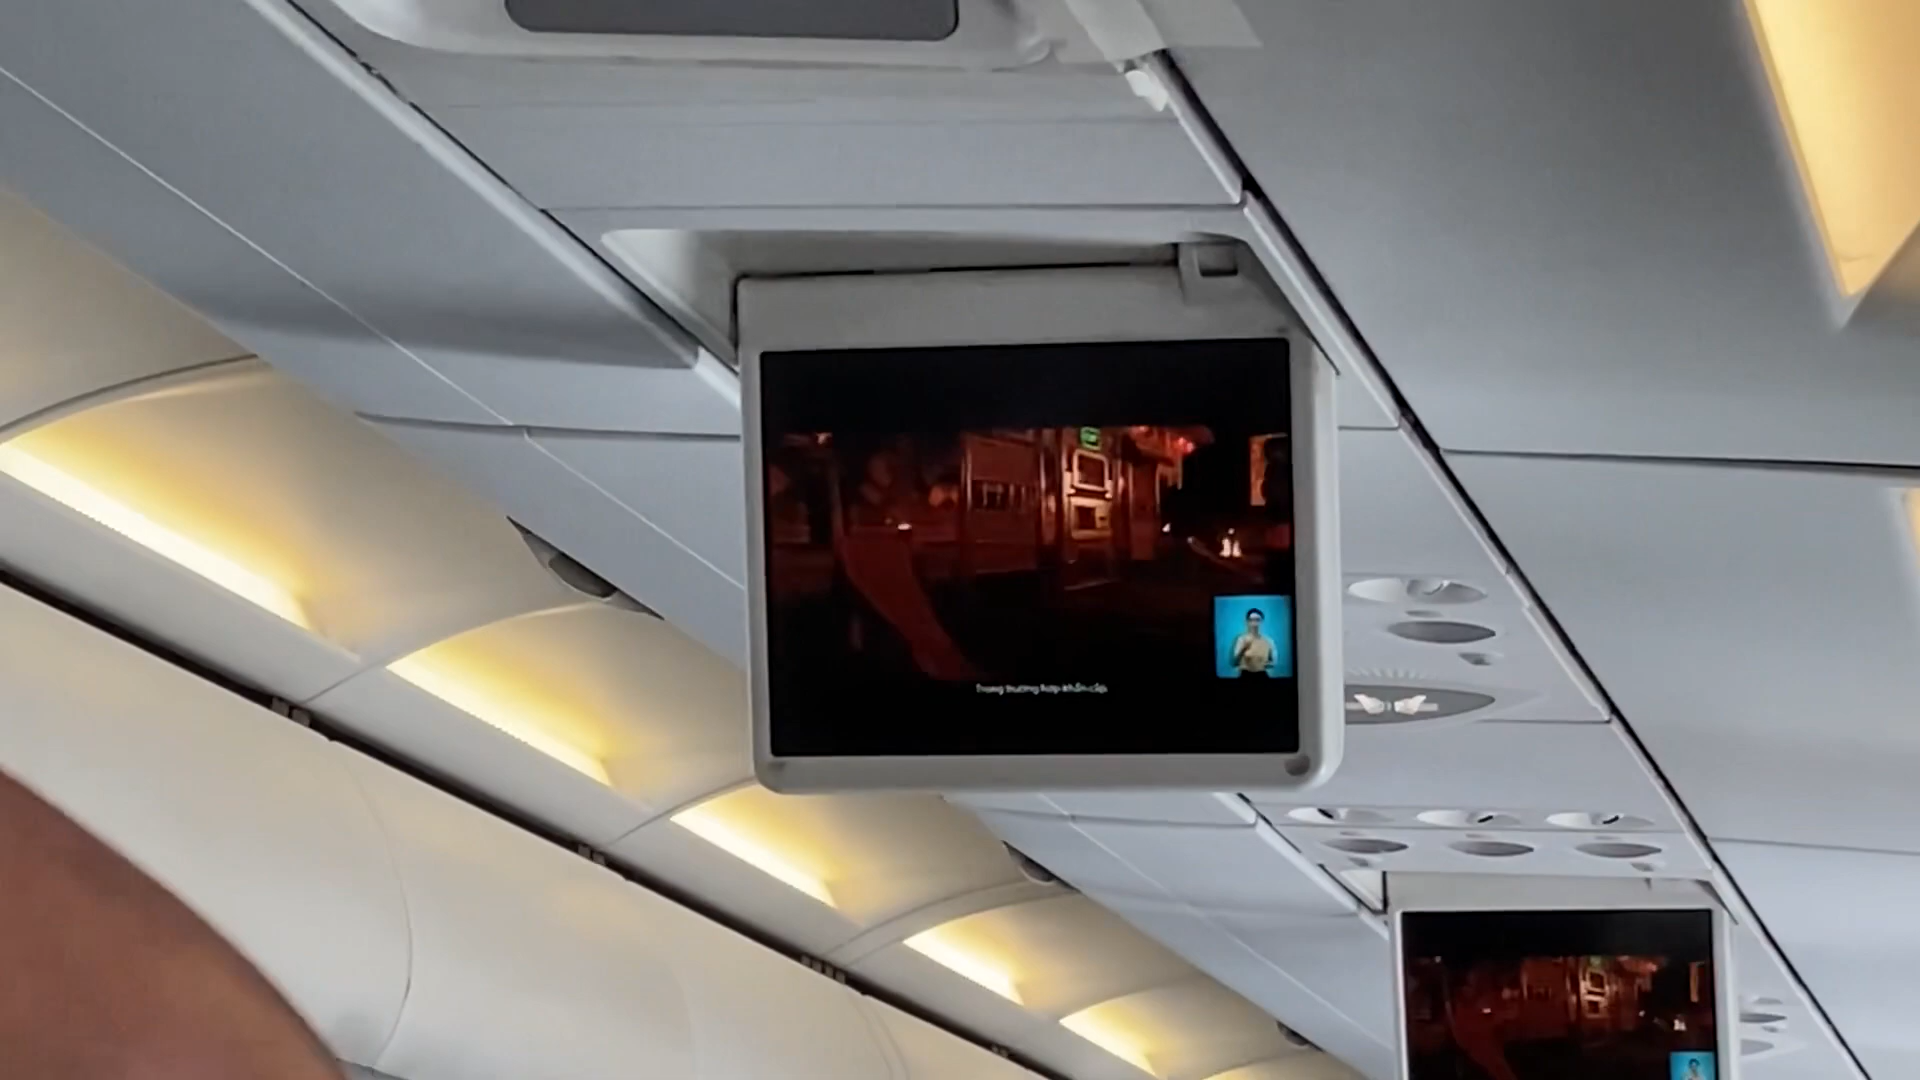 Trong trường hợp khẩn cấp,